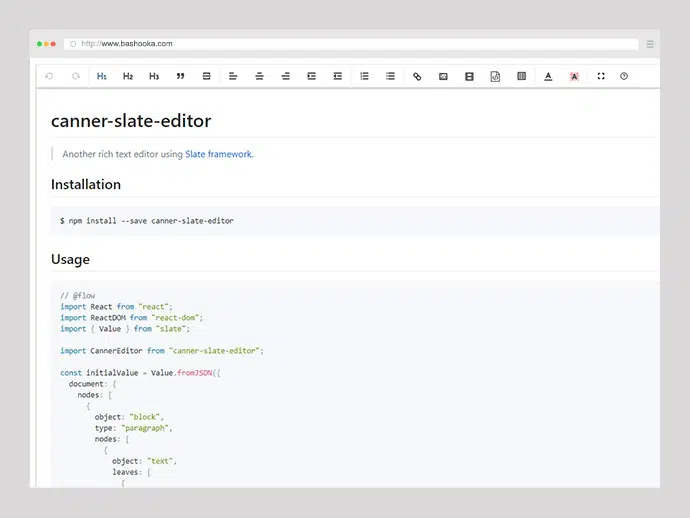 http://www.bashooka.com
H1 H2 H3 A A
canner-slate-editor
Another rich text editor using Slate framework.
Installation
$ npm install --save canner-slate-editor
Usage
// @flow
import React from "react";
import ReactDOM from "react-dom";
import { Value } from "slate";
import CannerEditor from "canner-slate-editor";
const initialValue = Value.fromJSON({
document: {
nodes: [
{
object: "block",
type: "paragraph",
nodes: [
{
object: "text",
leaves: [
{